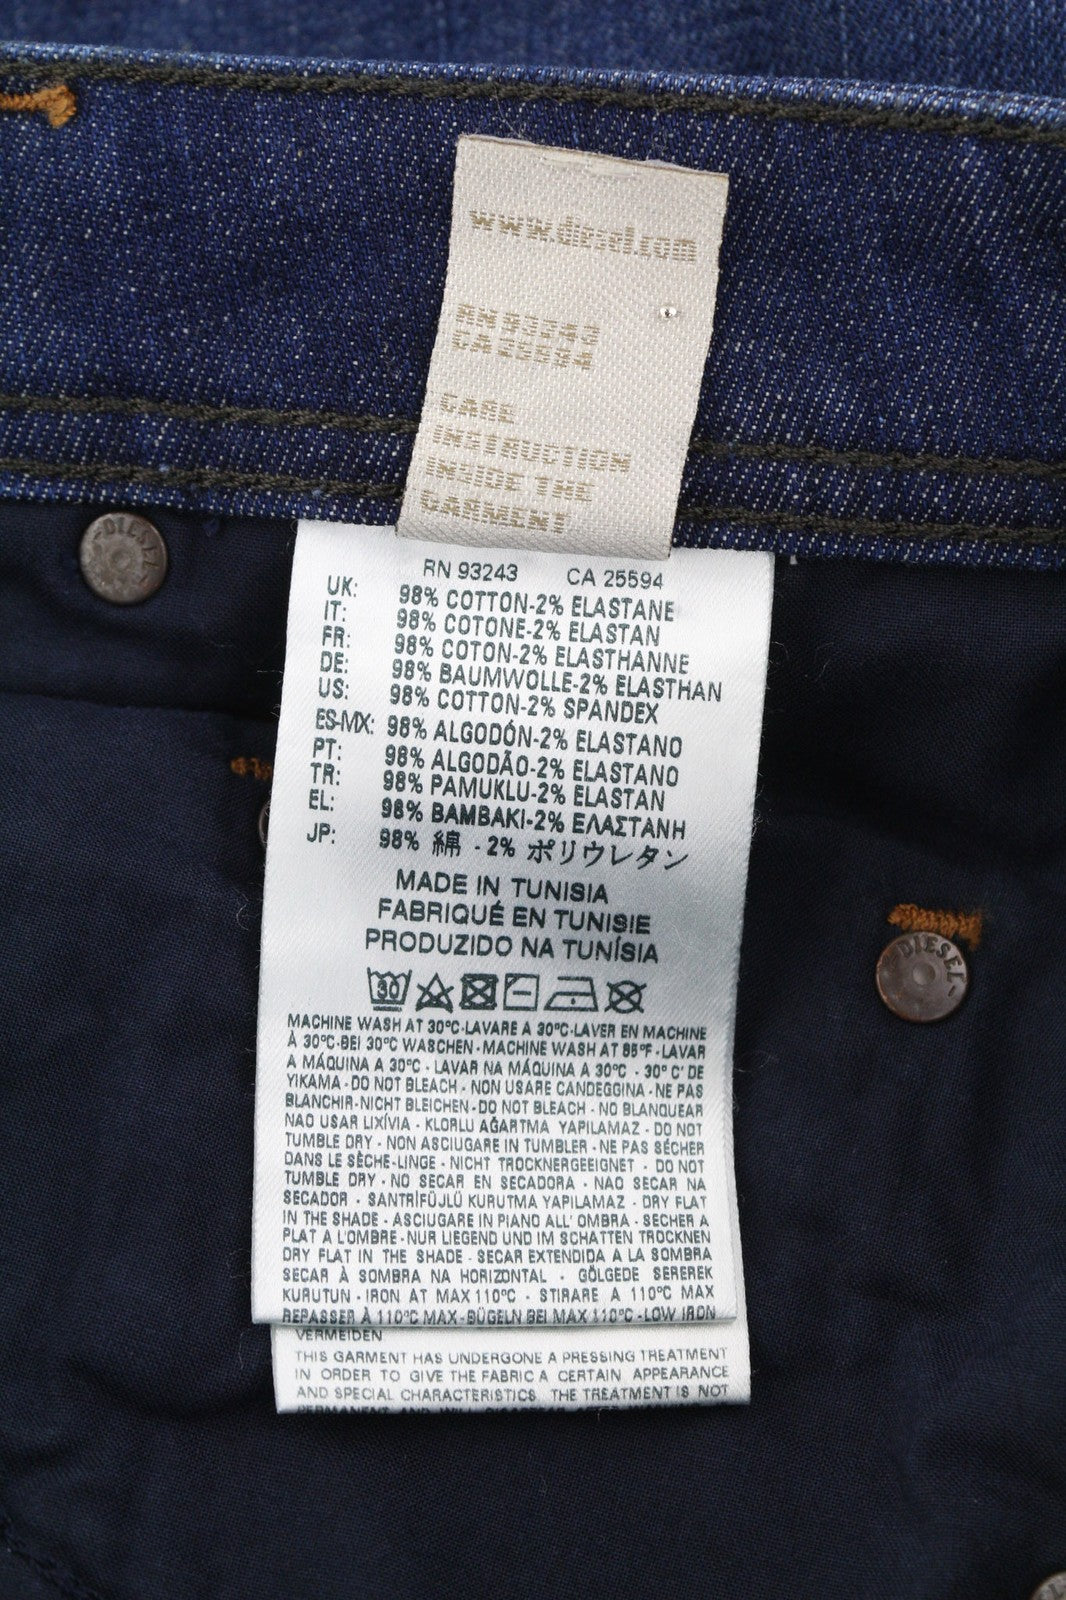 www.diesel.com
RN 93243
CA 25594
CARE
INSTRUCTION
INSIDE THE
GARMENT
DIESEL
RN 93243 CA 25594
UK: 98% COTTON-2% ELASTANE
IT: 98% COTONE-2% ELASTAN
FR: 98% COTON-2% ELASTHANNE
DE: 98% BAUMWOLLE-2% ELASTHAN
US: 98% COTTON-2% SPANDEX
ES-MX: 98% ALGODÓN-2% ELASTANO
PT: 98% ALGODÃO-2% ELASTANO
TR: 98% PAMUKLU-2% ELASTAN
EL: 98% ΒΑΜΒΑΚΙ-2% ΕΛΑΣΤΑΝΗ
JP: 98% 綿 - 2% ポリウレタン
MADE IN TUNISIA
FABRIQUÉ EN TUNISIE
PRODUZIDO NA TUNÍSIA
DIESEL
30
MACHINE WASH AT 30°C-LAVARE A 30°C-LAVER EN MACHINE
À 30°C-BEI 30°C WASCHEN - MACHINE WASH AT 85°F - LAVAR
A MÁQUINA A 30°C - LAVAR NA MÁQUINA A 30°C - 30° C' DE
YIKAMA - DO NOT BLEACH - NON USARE CANDEGGINA - NE PAS
BLANCHIR-NICHT BLEICHEN-DO NOT BLEACH - NO BLANQUEAR
NAO USAR LIXÍVIA - KLORLU AĞARTMA YAPILAMAZ - DO NOT
TUMBLE DRY - NON ASCIUGARE IN TUMBLER - NE PAS SÉCHER
DANS LE SÈCHE-LINGE - NICHT TROCKNERGEEIGNET - DO NOT
TUMBLE DRY - NO SECAR EN SECADORA - NAO SECAR NA
SECADOR - SANTRİFÜJLÜ KURUTMA YAPILAMAZ - DRY FLAT
IN THE SHADE - ASCIUGARE IN PIANO ALL' OMBRA - SÉCHER A
PLAT A L'OMBRE - NUR LIEGEND UND IM SCHATTEN TROCKNEN
DRY FLAT IN THE SHADE - SECAR EXTENDIDA A LA SOMBRA
SECAR À SOMBRA NA HORIZONTAL - GÖLGEDE SEREREK
KURUTUN - IRON AT MAX 110°C - STIRARE A 110°C MAX
REPASSER À 110°C MAX - BÜGELN BEI MAX 110°C - LOW IRON
VERMEIDEN
THIS GARMENT HAS UNDERGONE A PRESSING TREATMENT
IN ORDER TO GIVE THE FABRIC A CERTAIN APPEARANCE
AND SPECIAL CHARACTERISTICS. THE TREATMENT IS NOT
PERMANENT AND WILL